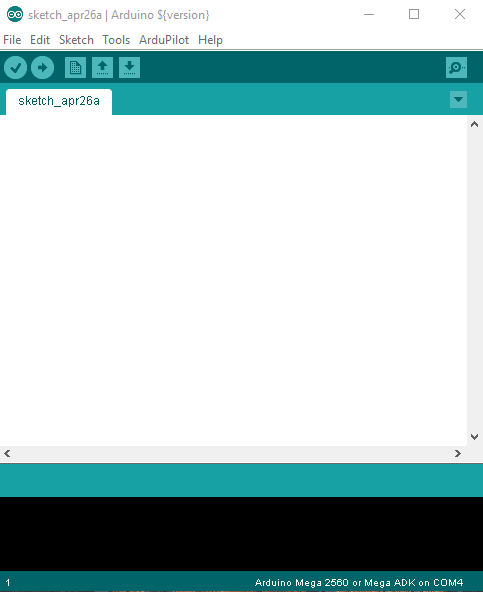 sketch_apr26a | Arduino ${version}
File Edit Sketch Tools ArduPilot Help
sketch_apr26a
1 Arduino Mega 2560 or Mega ADK on COM4